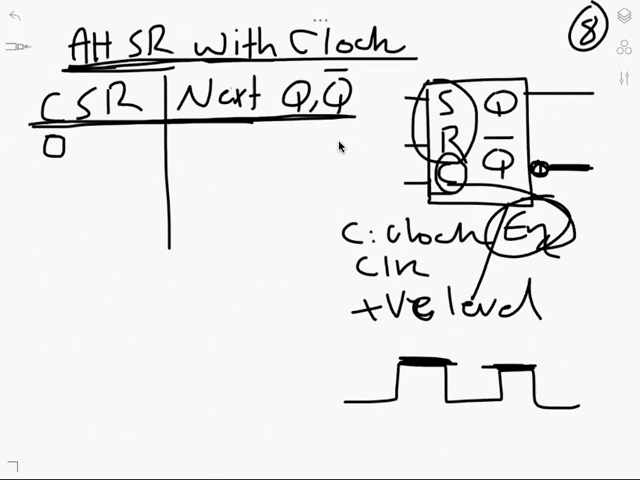 AH SR with Clock
8
C S R Next Q, Q̅
0
S Q
R Q̅
C
C: Clock En
Clk
+Ve level